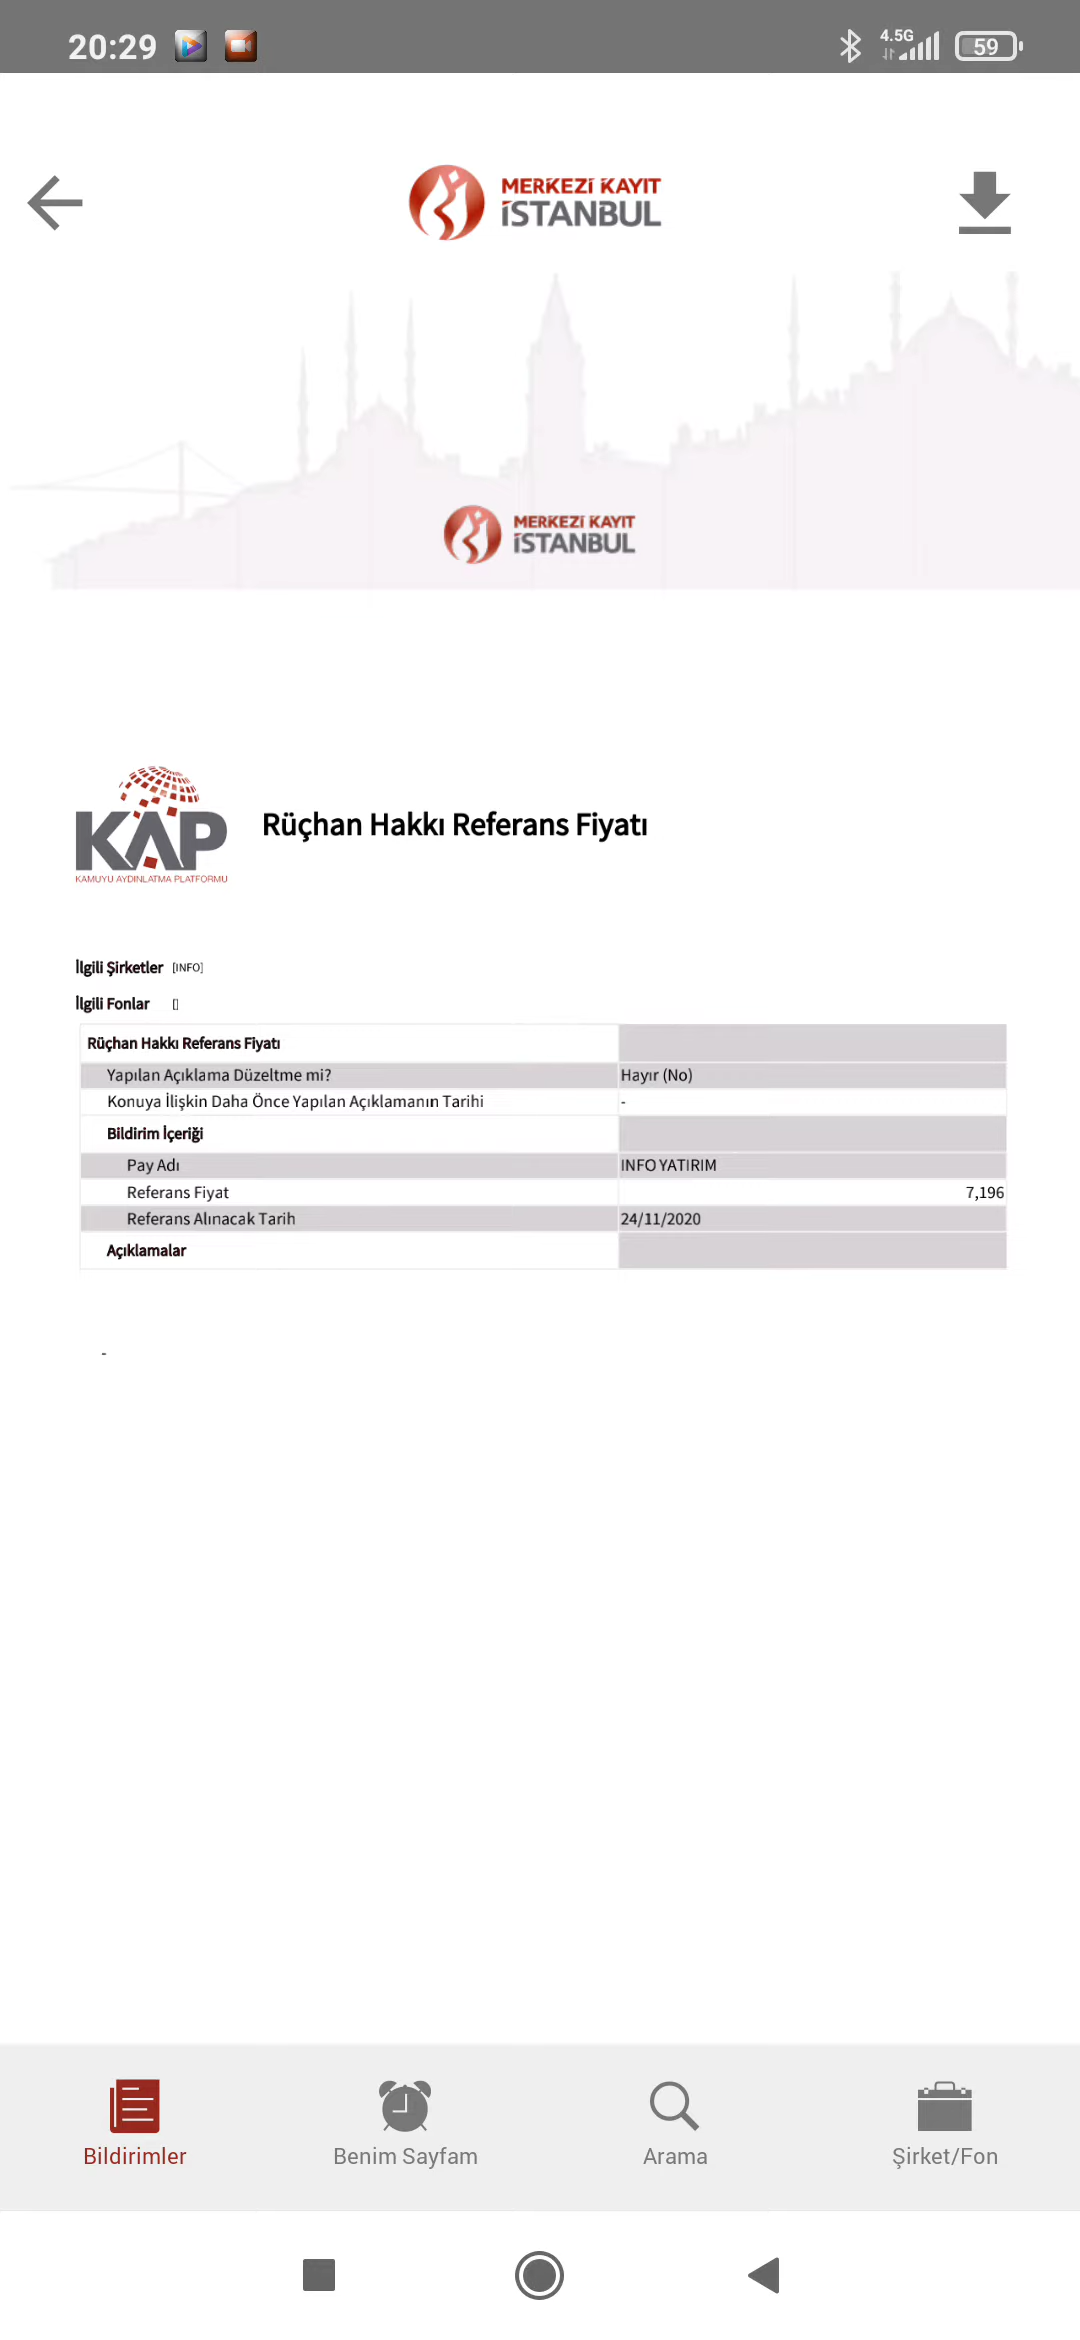 20:29
4.5G
59
MERKEZİ KAYIT
İSTANBUL
MERKEZİ KAYIT
İSTANBUL
KAP
KAMUYU AYDINLATMA PLATFORMU
Rüçhan Hakkı Referans Fiyatı
İlgili Şirketler [INFO]
İlgili Fonlar []
Rüçhan Hakkı Referans Fiyatı
Yapılan Açıklama Düzeltme mi? Hayır (No)
Konuya İlişkin Daha Önce Yapılan Açıklamanın Tarihi -
Bildirim İçeriği
Pay Adı INFO YATIRIM
Referans Fiyat 7,196
Referans Alınacak Tarih 24/11/2020
Açıklamalar
-
Bildirimler Benim Sayfam Arama Şirket/Fon